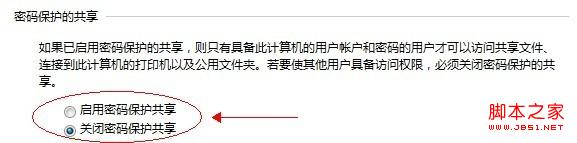 密码保护的共享
如果已启用密码保护的共享，则只有具备此计算机的用户帐户和密码的用户才可以访问共享文件、
连接到此计算机的打印机以及公用文件夹。若要使其他用户具备访问权限，必须关闭密码保护的共
享。
启用密码保护共享
关闭密码保护共享
脚本之家
www.jb51.net